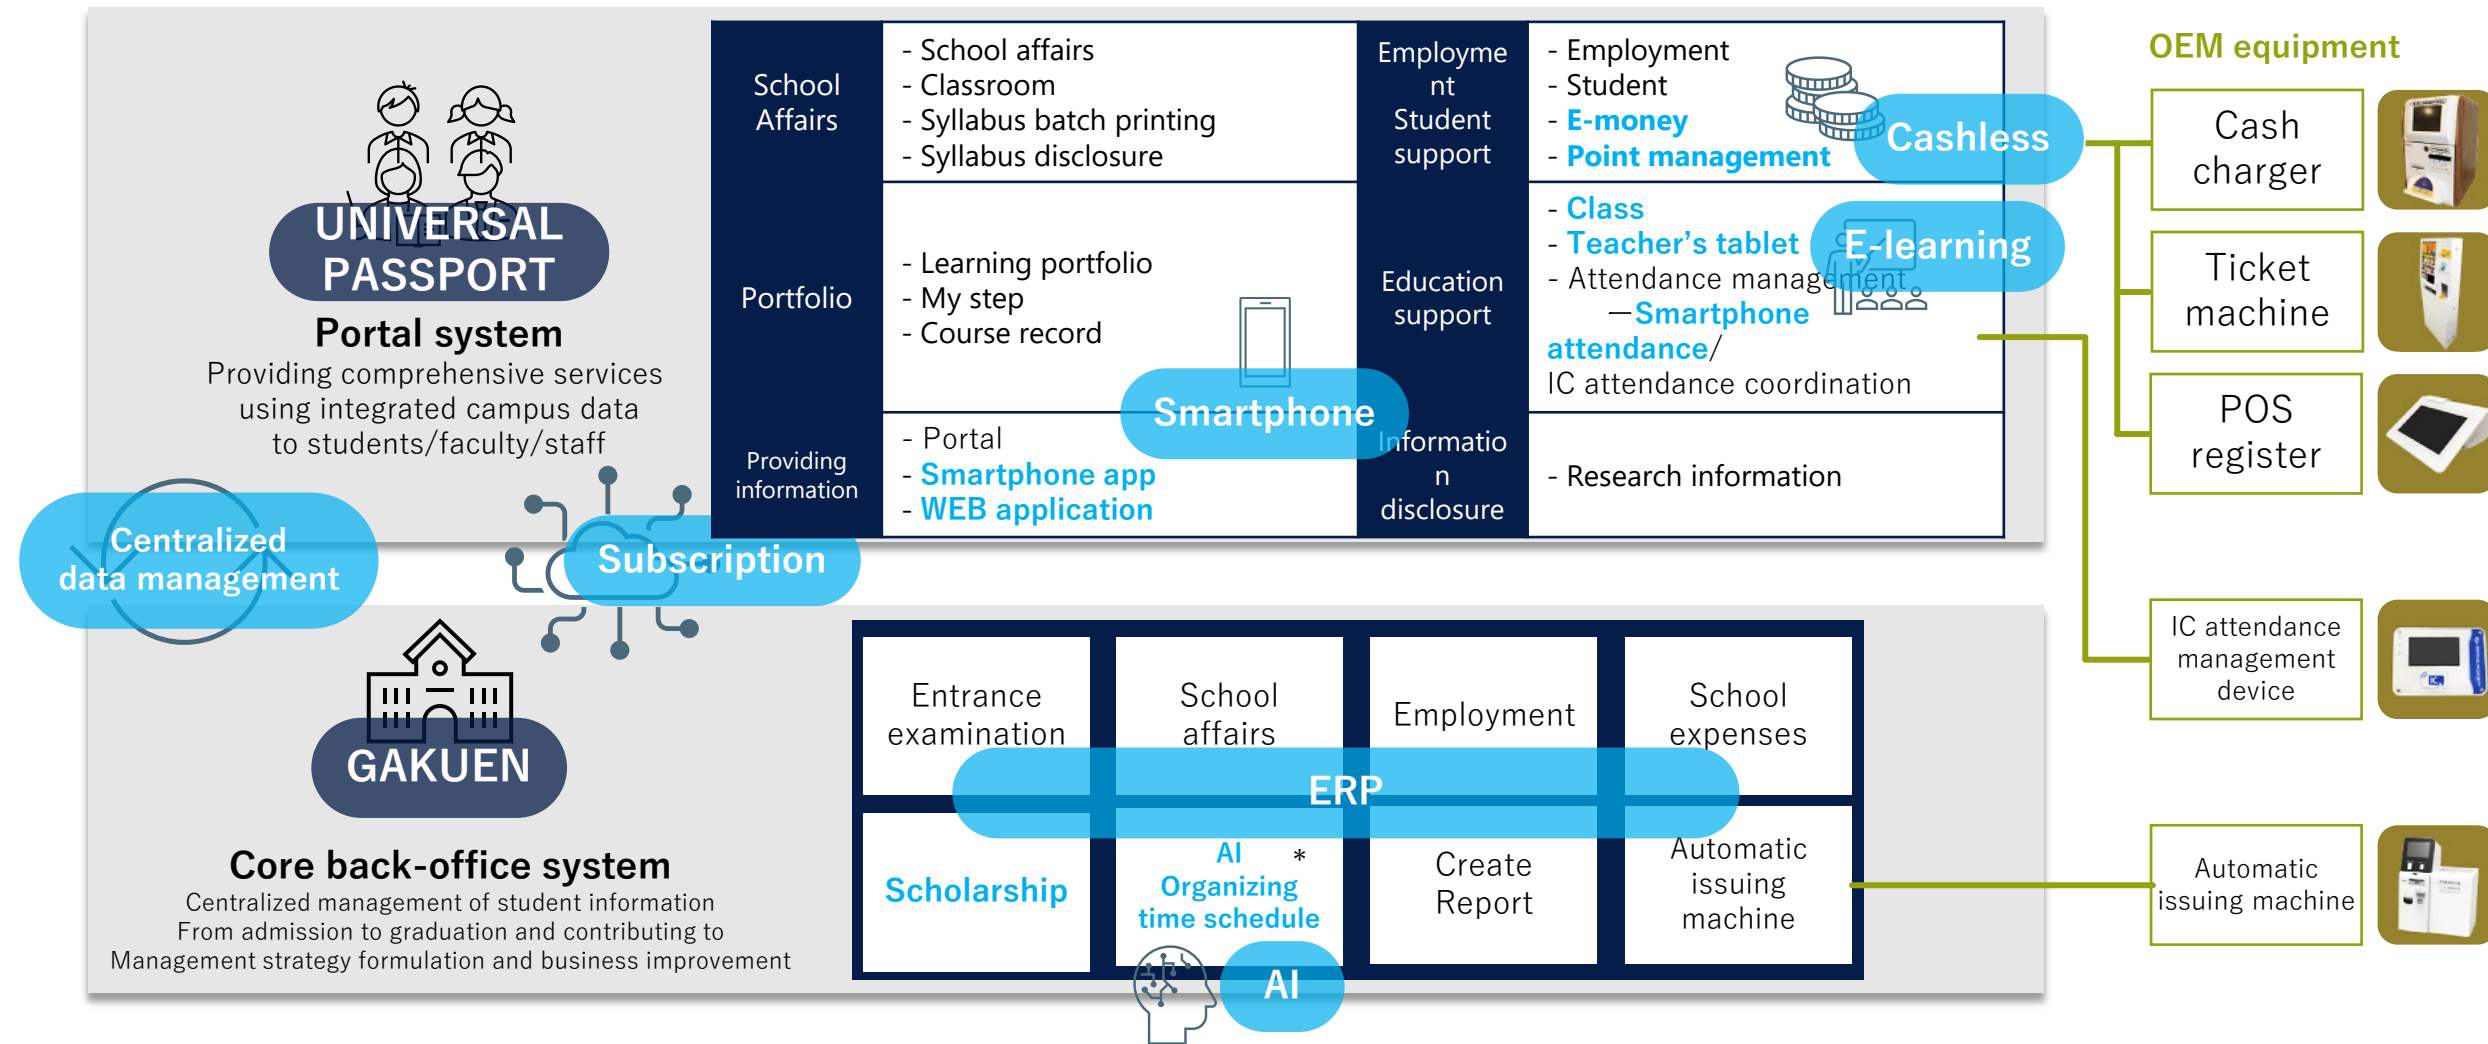 UNIVERSAL
PASSPORT
Portal system
Providing comprehensive services
using integrated campus data
to students/faculty/staff
School
Affairs
- School affairs
- Classroom
- Syllabus batch printing
- Syllabus disclosure
Employme
nt
Student
support
- Employment
- Student
- E-money
- Point management
Cashless
Portfolio
- Learning portfolio
- My step
- Course record
Smartphone
Education
support
- Class
- Teacher's tablet
- Attendance management
—Smartphone
attendance/
IC attendance coordination
E-learning
Providing
information
- Portal
- Smartphone app
- WEB application
Informatio
n
disclosure
- Research information
Centralized
data management
Subscription
GAKUEN
Core back-office system
Centralized management of student information
From admission to graduation and contributing to
Management strategy formulation and business improvement
Entrance
examination
School
affairs
Employment
School
expenses
ERP
Scholarship
AI *
Organizing
time schedule
Create
Report
Automatic
issuing
machine
AI
OEM equipment
Cash
charger
Ticket
machine
POS
register
IC attendance
management
device
Automatic
issuing machine